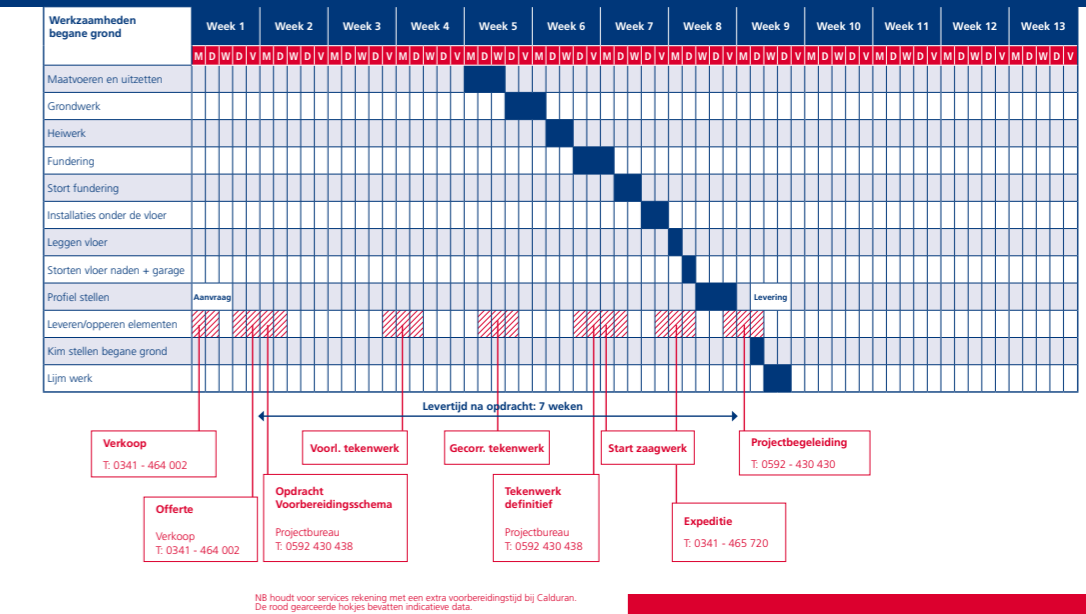 Werkzaamheden
begane grond
Week 1 Week 2 Week 3 Week 4 Week 5 Week 6 Week 7 Week 8 Week 9 Week 10 Week 11 Week 12 Week 13
M D W D V M D W D V M D W D V M D W D V M D W D V M D W D V M D W D V M D W D V M D W D V M D W D V M D W D V M D W D V M D W D V
Maatvoeren en uitzetten
Grondwerk
Heiwerk
Fundering
Start fundering
Installaties onder de vloer
Leggen vloer
Storten vloer naden + garage
Profiel stellen Aanvraag Levering
Leveren/opperen elementen
Kim stellen begane grond
Lijm werk
Levertijd na opdracht: 7 weken
Verkoop
T: 0341 - 464 002
Voorl. tekenwerk
Gecorr. tekenwerk
Start zaagwerk
Projectbegeleiding
T: 0592 - 430 430
Offerte
Verkoop
T: 0341 - 464 002
Opdracht
Voorbereidingsschema
Projectbureau
T: 0592 430 438
Tekenwerk
definitief
Projectbureau
T: 0592 430 438
Expeditie
T: 0341 - 465 720
NB houdt voor services rekening met een extra voorbereidingstijd bij Calduran.
De rood gearceerde hokjes bevatten indicatieve data.